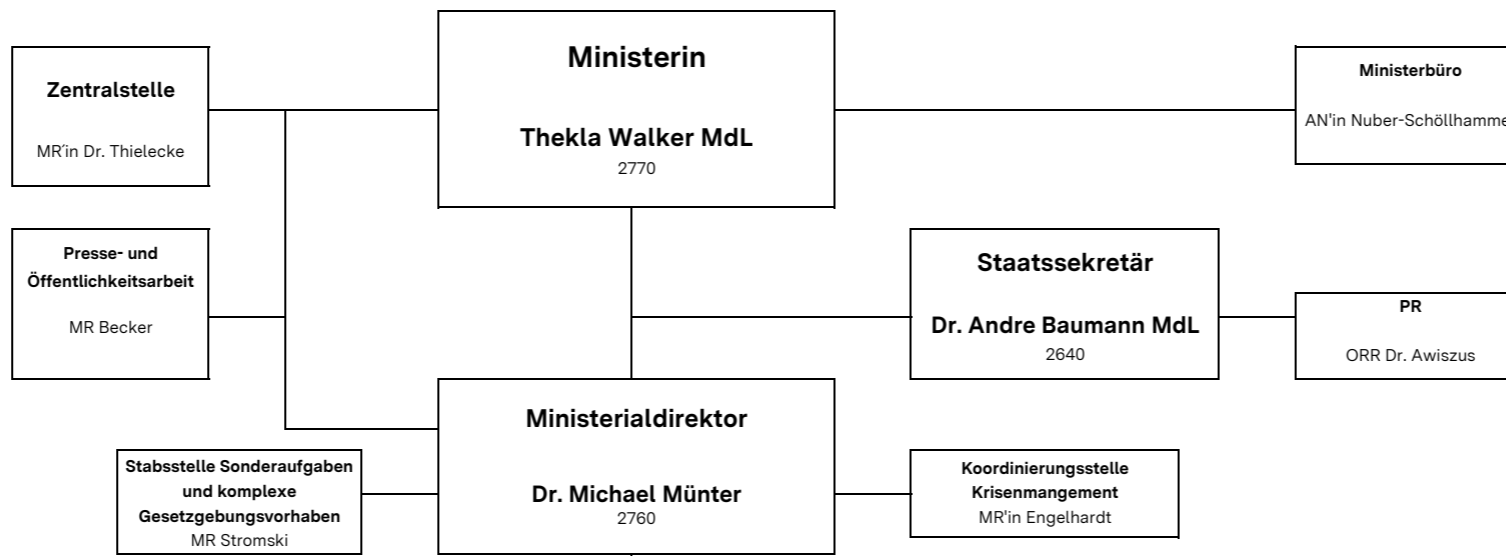 Zentralstelle
MR´in Dr. Thielecke
Ministerin
Thekla Walker MdL
2770
Ministerbüro
AN'in Nuber-Schöllhamme
Presse- und
Öffentlichkeitsarbeit
MR Becker
Staatssekretär
Dr. Andre Baumann MdL
2640
PR
ORR Dr. Awiszus
Ministerialdirektor
Dr. Michael Münter
2760
Stabsstelle Sonderaufgaben
und komplexe
Gesetzgebungsvorhaben
MR Stromski
Koordinierungsstelle
Krisenmangement
MR'in Engelhardt